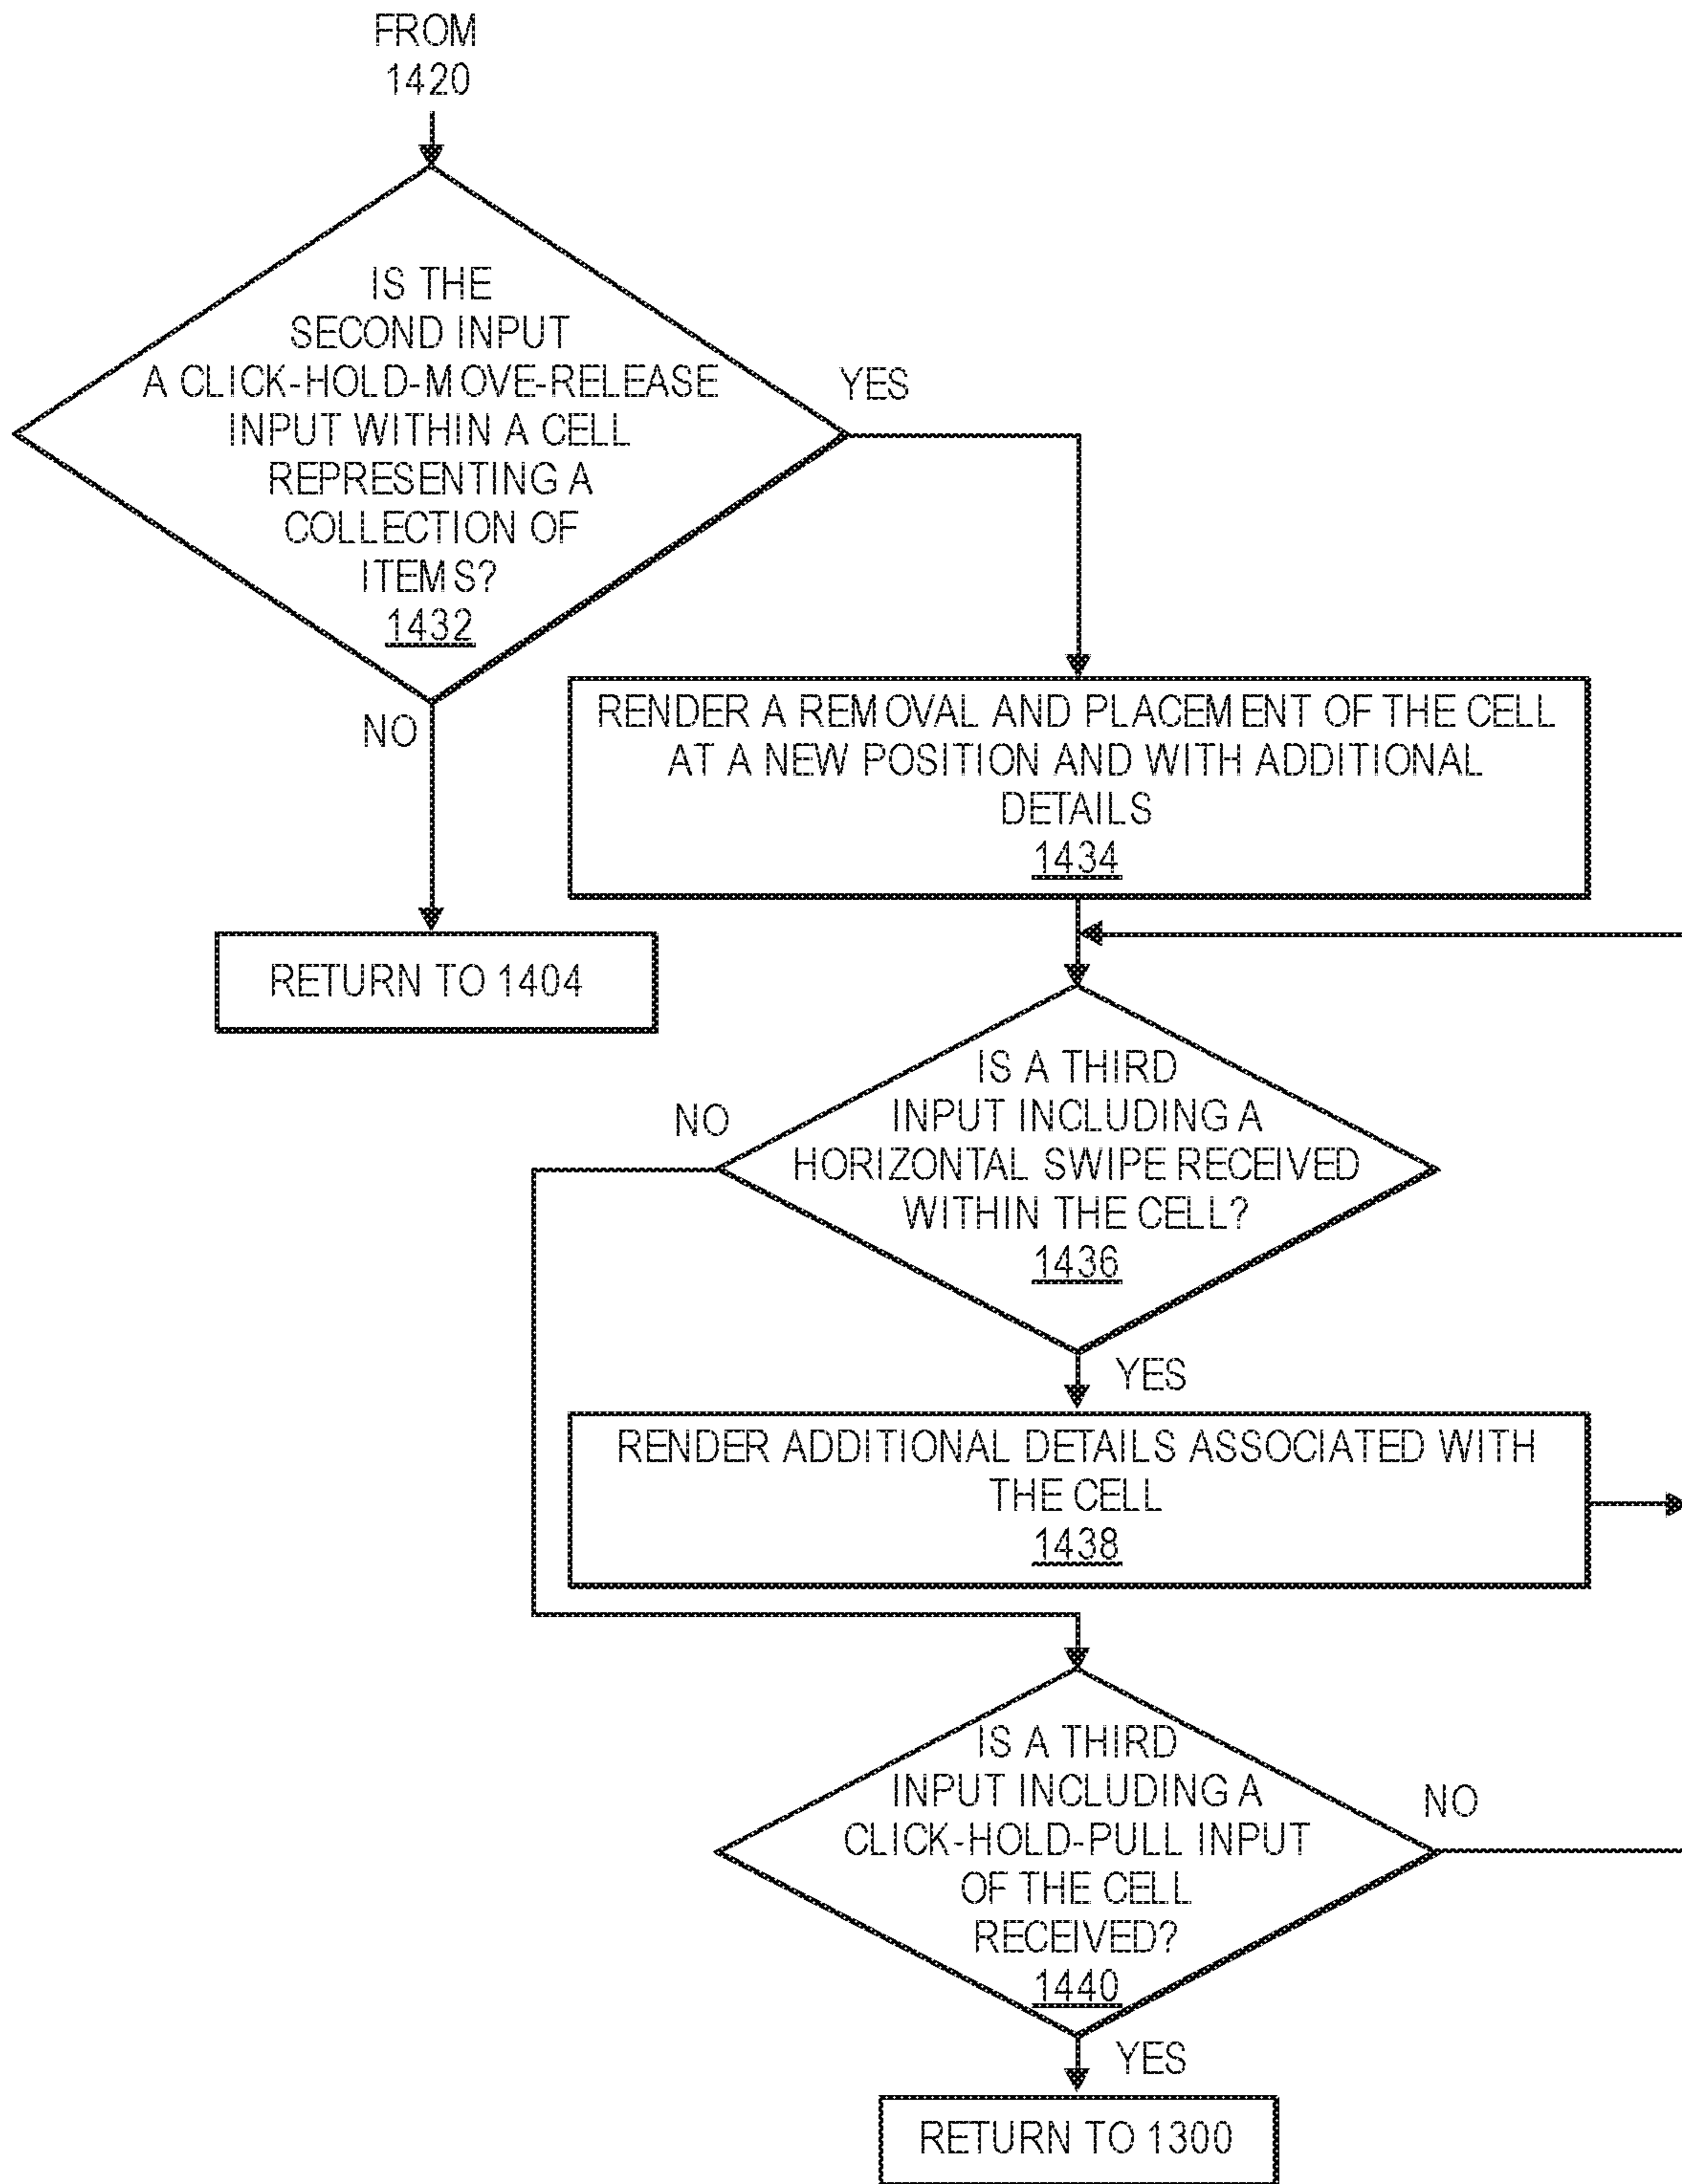 FROM
1420
IS THE
SECOND INPUT
A CLICK-HOLD-MOVE-RELEASE
INPUT WITHIN A CELL
REPRESENTING A
COLLECTION OF
ITEMS?
1432
YES
NO
RENDER A REMOVAL AND PLACEMENT OF THE CELL
AT A NEW POSITION AND WITH ADDITIONAL
DETAILS
1434
RETURN TO 1404
IS A THIRD
INPUT INCLUDING A
HORIZONTAL SWIPE RECEIVED
WITHIN THE CELL?
1436
NO
YES
RENDER ADDITIONAL DETAILS ASSOCIATED WITH
THE CELL
1438
IS A THIRD
INPUT INCLUDING A
CLICK-HOLD-PULL INPUT
OF THE CELL
RECEIVED?
1440
NO
YES
RETURN TO 1300